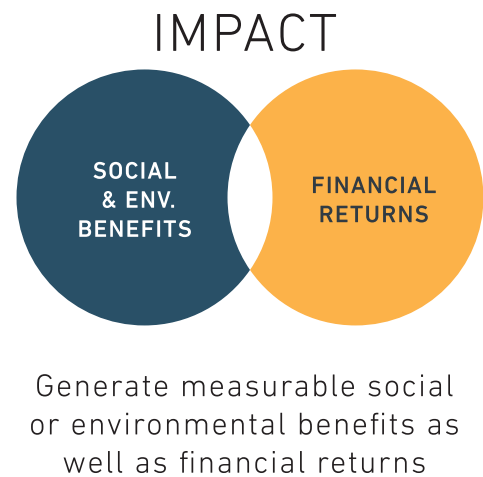 IMPACT
SOCIAL
& ENV.
BENEFITS
FINANCIAL
RETURNS
Generate measurable social
or environmental benefits as
well as financial returns